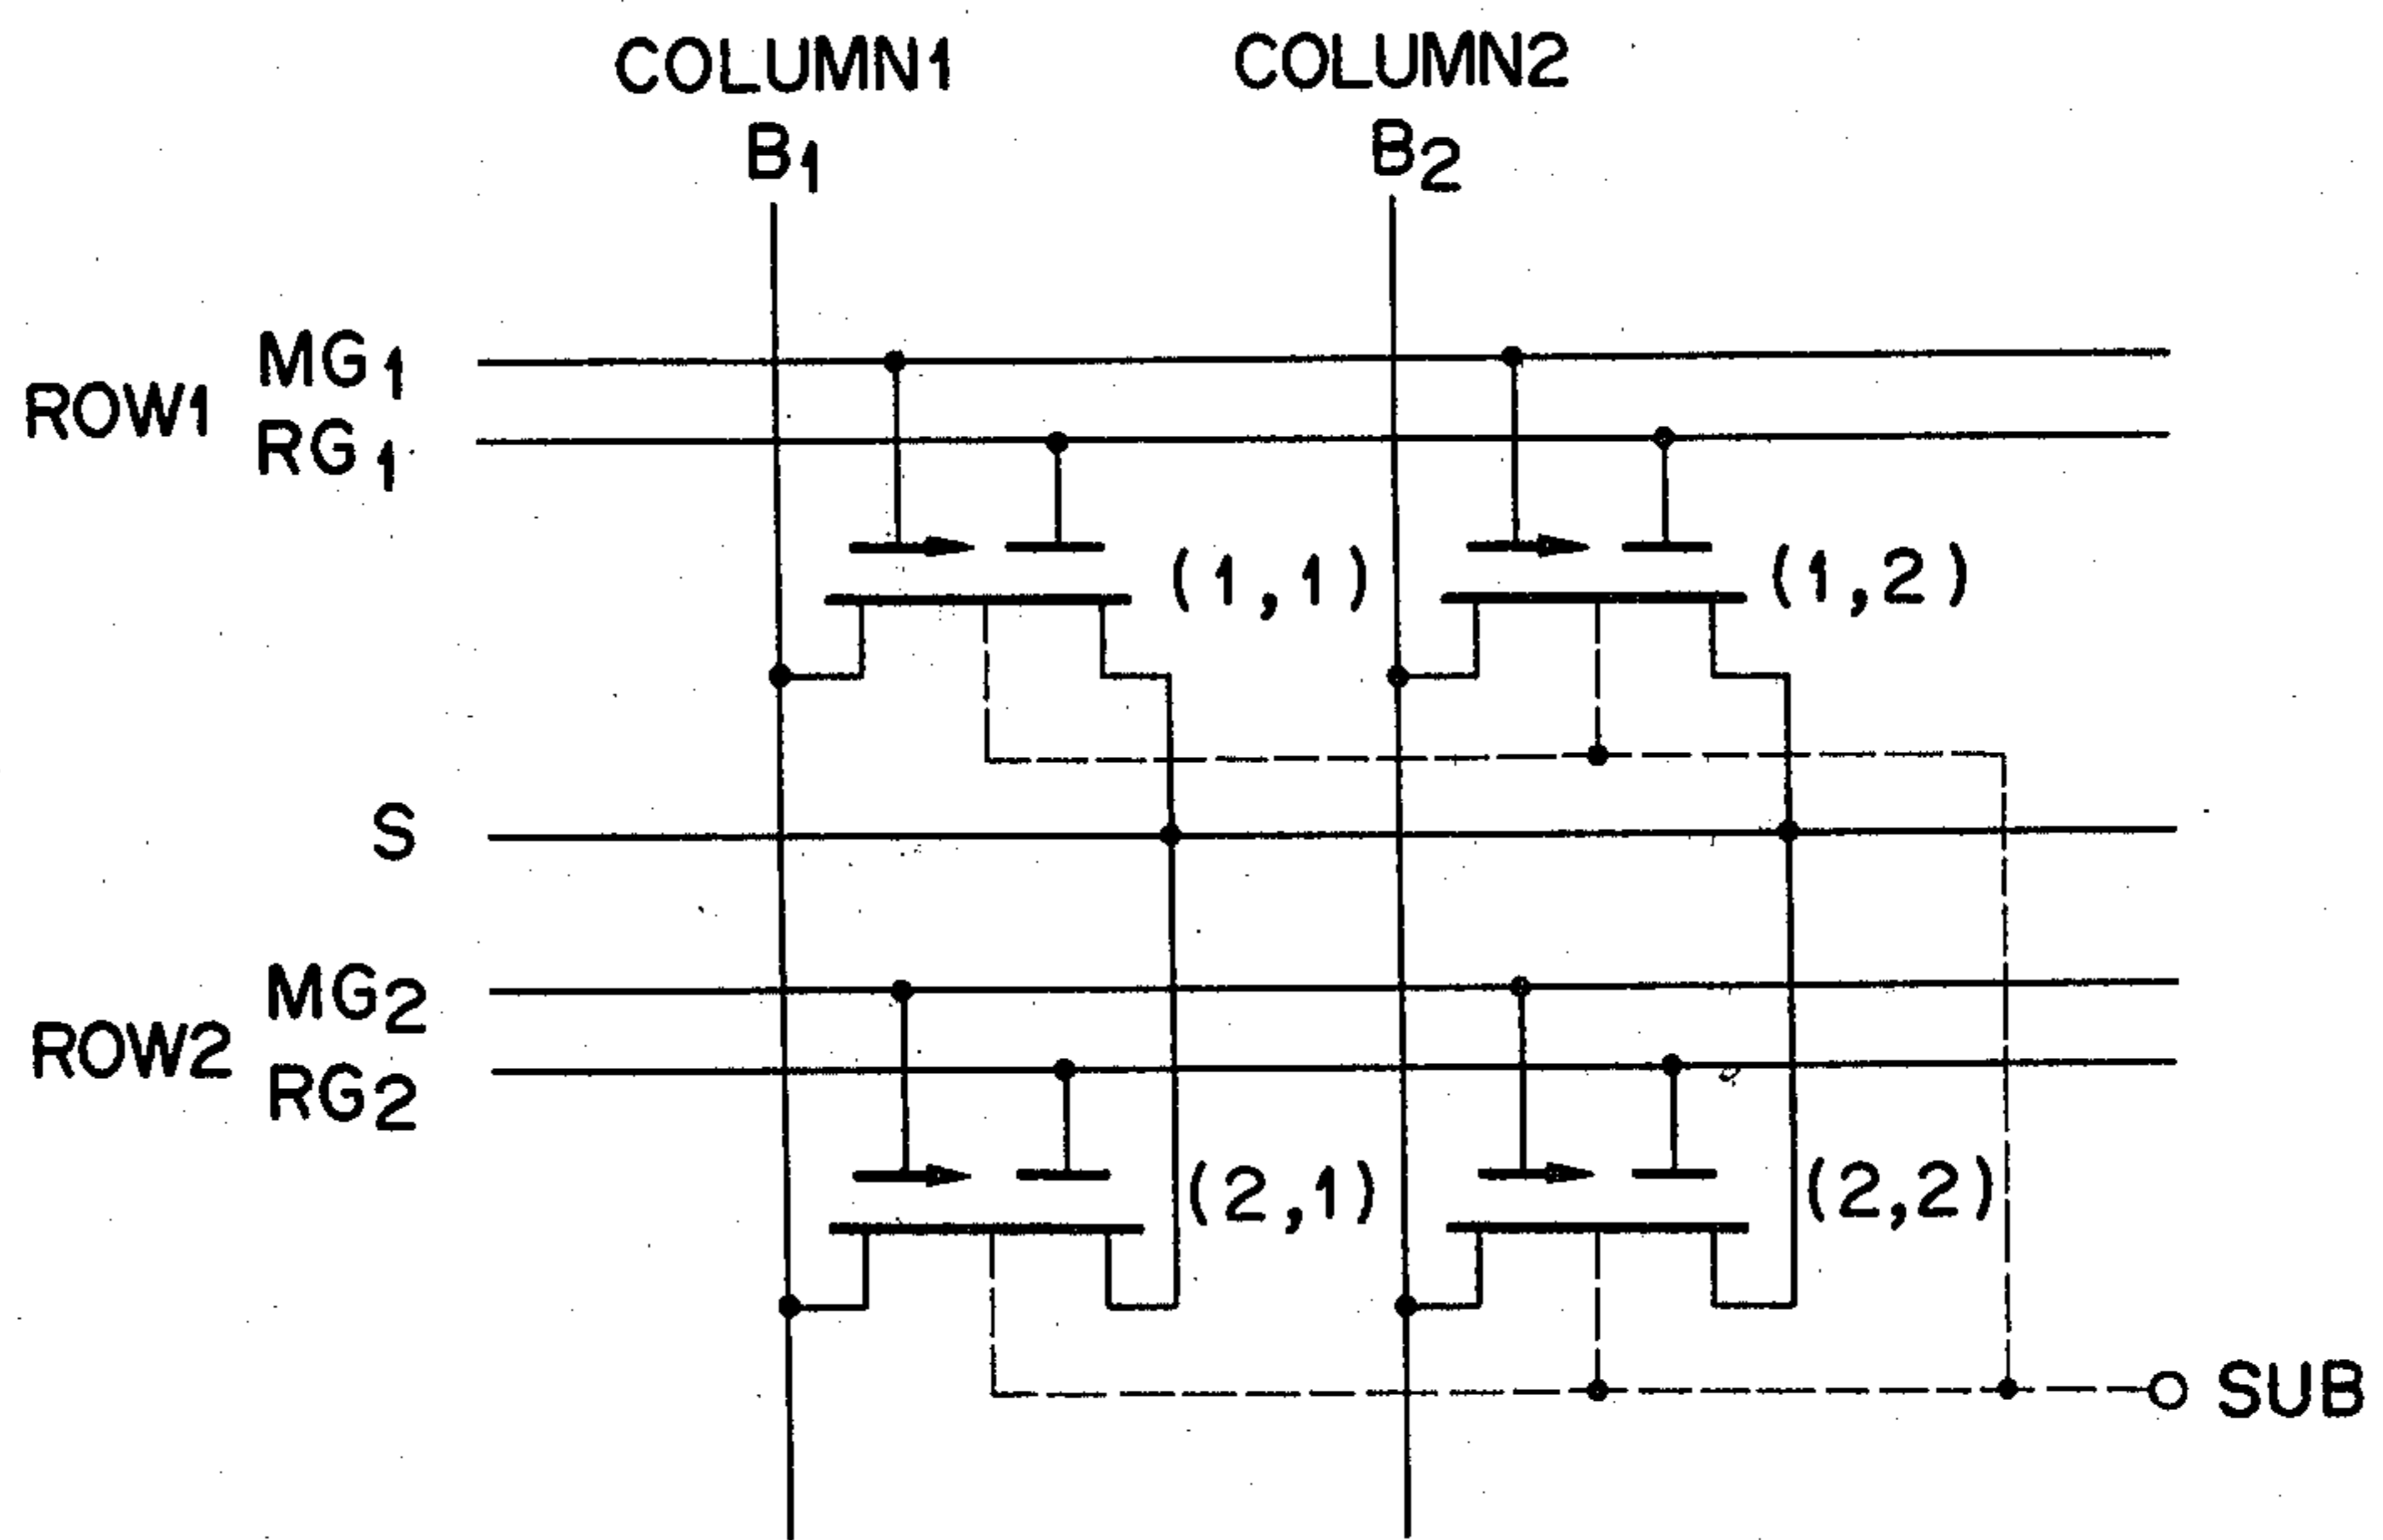 COLUMN1 COLUMN2
B1 B2
MG1
ROW1
RG1
(1,1) (1,2)
S
MG2
ROW2
RG2
(2,1) (2,2)
SUB